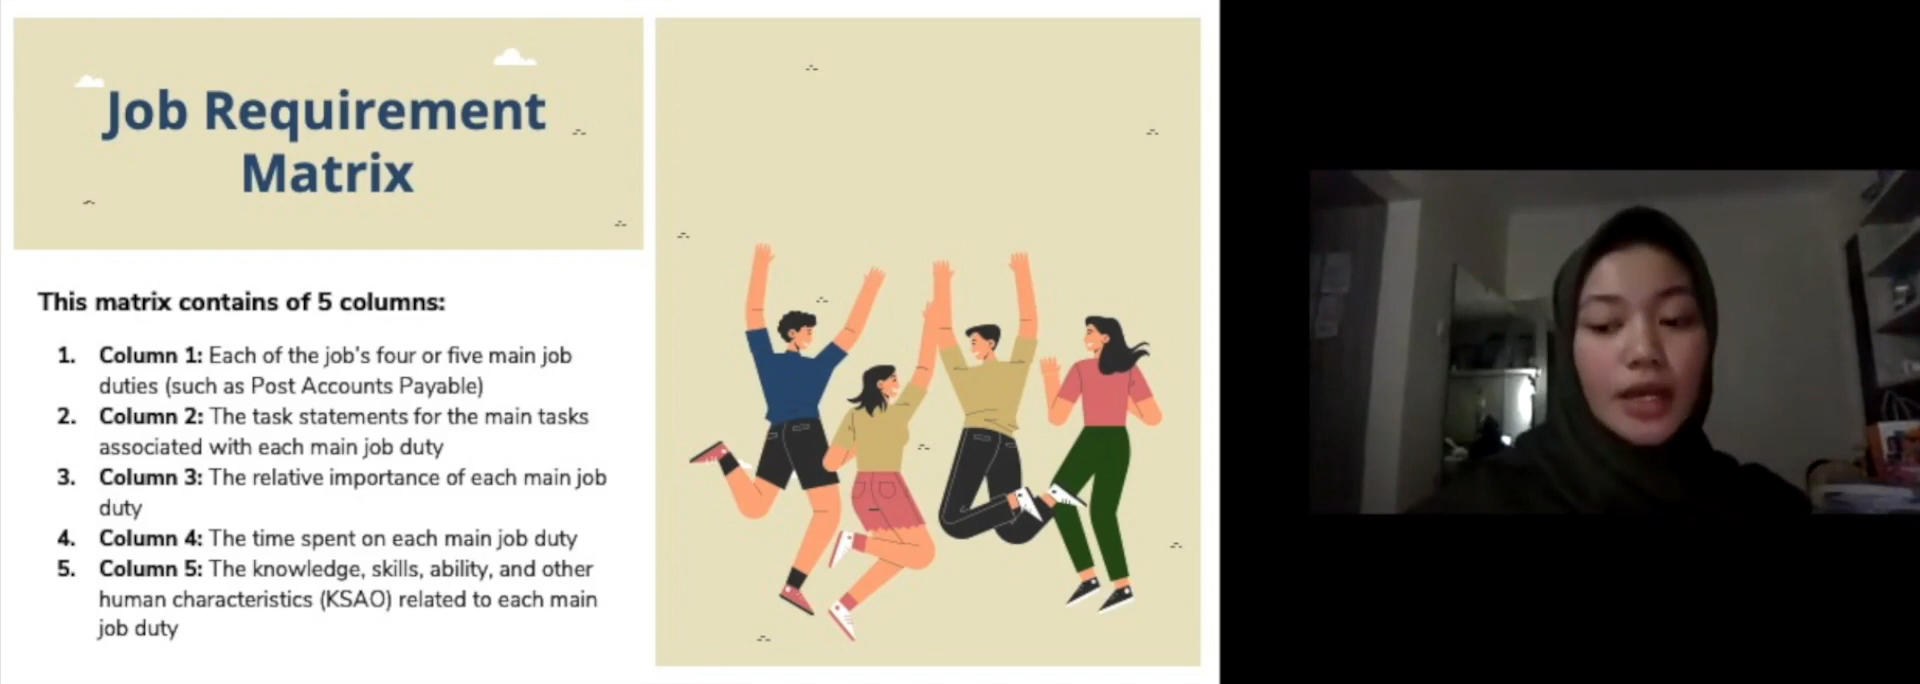 Job Requirement
Matrix
This matrix contains of 5 columns:
1. Column 1: Each of the job's four or five main job
duties (such as Post Accounts Payable)
2. Column 2: The task statements for the main tasks
associated with each main job duty
3. Column 3: The relative importance of each main job
duty
4. Column 4: The time spent on each main job duty
5. Column 5: The knowledge, skills, ability, and other
human characteristics (KSAO) related to each main
job duty